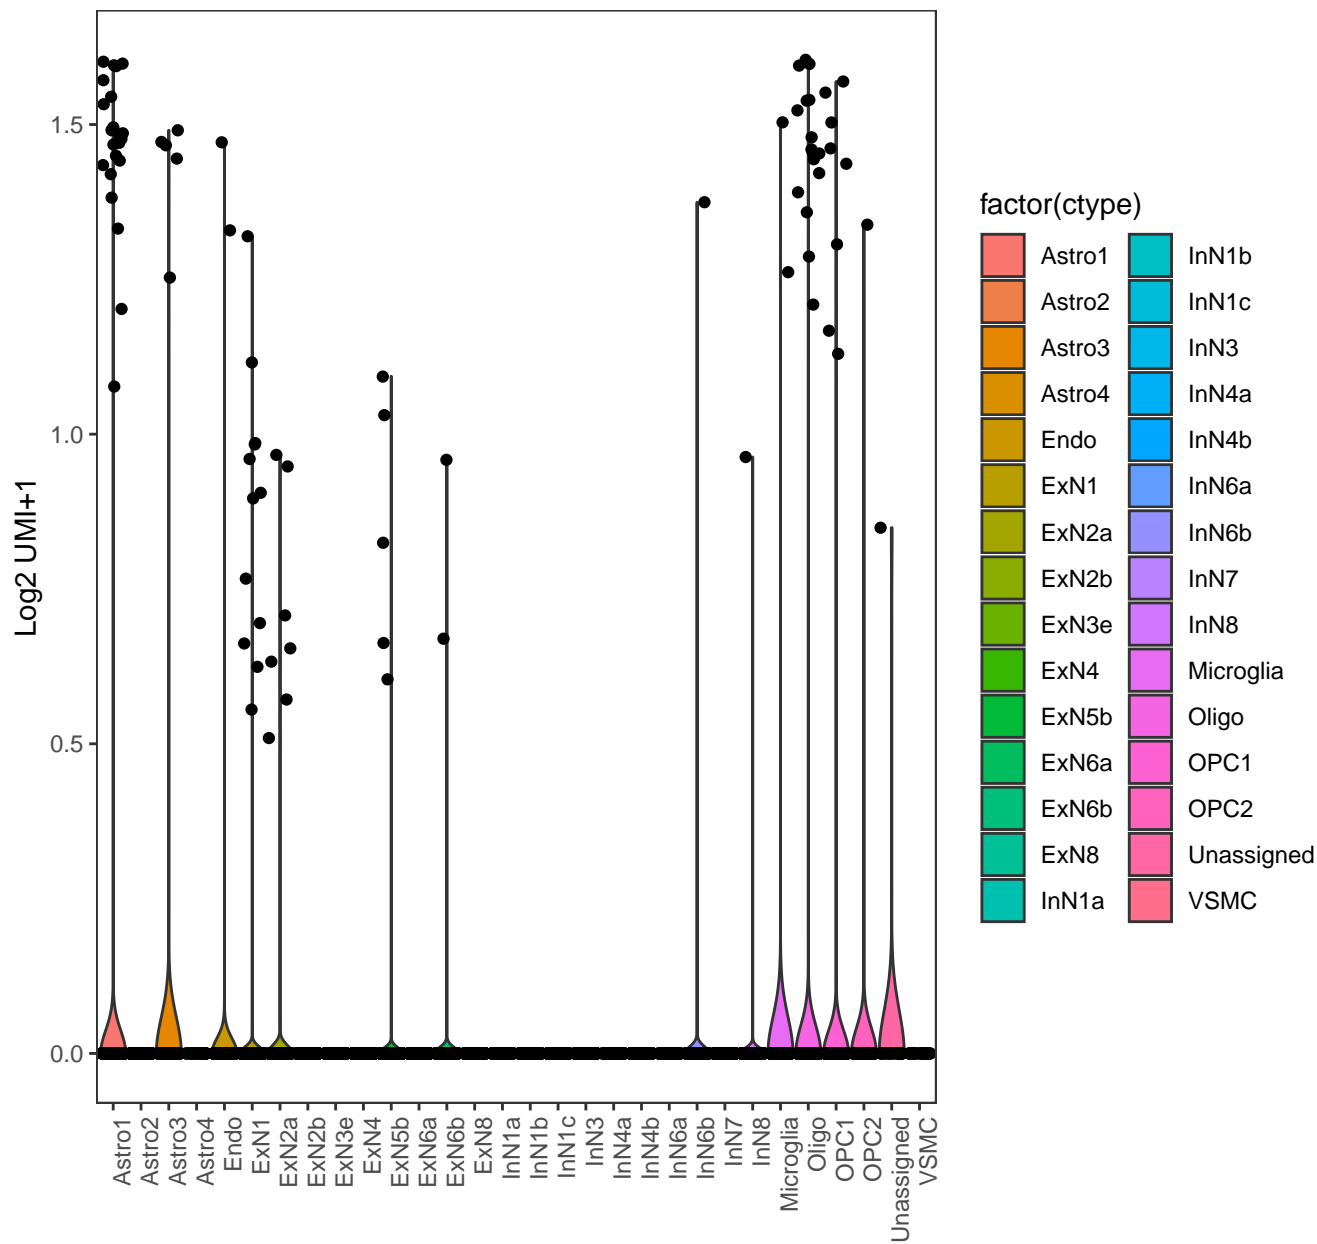 Log2 UMI+1
1.5
1.0
0.5
0.0
Astro1
Astro2
Astro3
Astro4
Endo
ExN1
ExN2a
ExN2b
ExN3e
ExN4
ExN5b
ExN6a
ExN6b
ExN8
InN1a
InN1b
InN1c
InN3
InN4a
InN4b
InN6a
InN6b
InN7
InN8
Microglia
Oligo
OPC1
OPC2
Unassigned
VSMC
factor(ctype)
Astro1
Astro2
Astro3
Astro4
Endo
ExN1
ExN2a
ExN2b
ExN3e
ExN4
ExN5b
ExN6a
ExN6b
ExN8
InN1a
InN1b
InN1c
InN3
InN4a
InN4b
InN6a
InN6b
InN7
InN8
Microglia
Oligo
OPC1
OPC2
Unassigned
VSMC